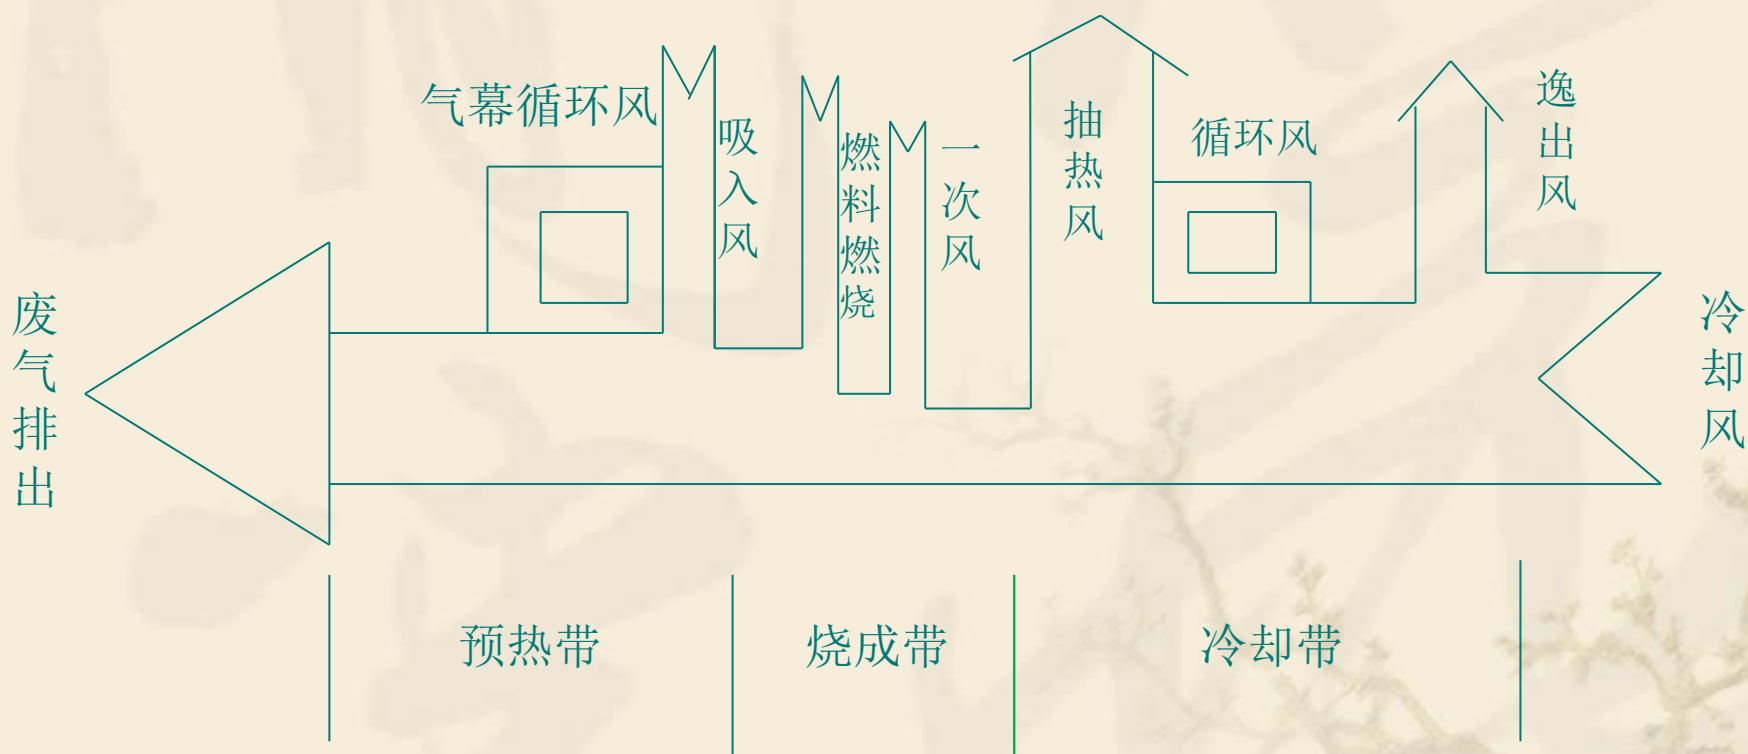 气幕循环风
吸入风
燃料燃烧
一次风
抽热风
循环风
逸出风
废气排出
冷却风
预热带
烧成带
冷却带